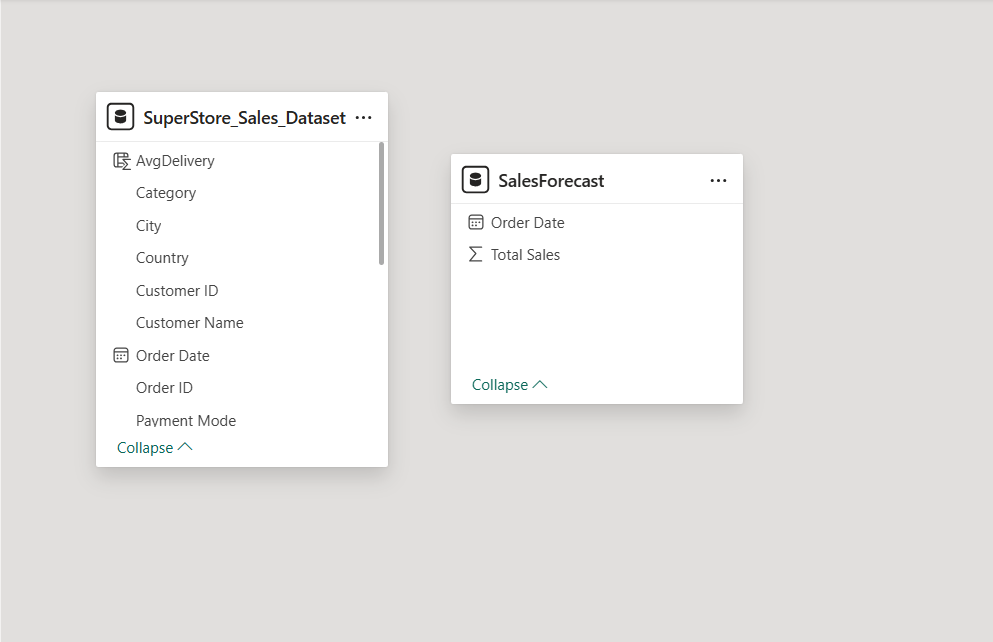 SuperStore_Sales_Dataset
AvgDelivery
Category
City
Country
Customer ID
Customer Name
Order Date
Order ID
Payment Mode
Collapse
SalesForecast
Order Date
Total Sales
Collapse